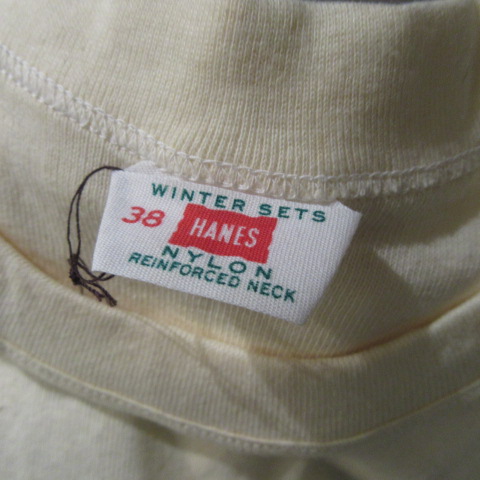 WINTER SETS
38 HANES
NYLON
REINFORCED NECK